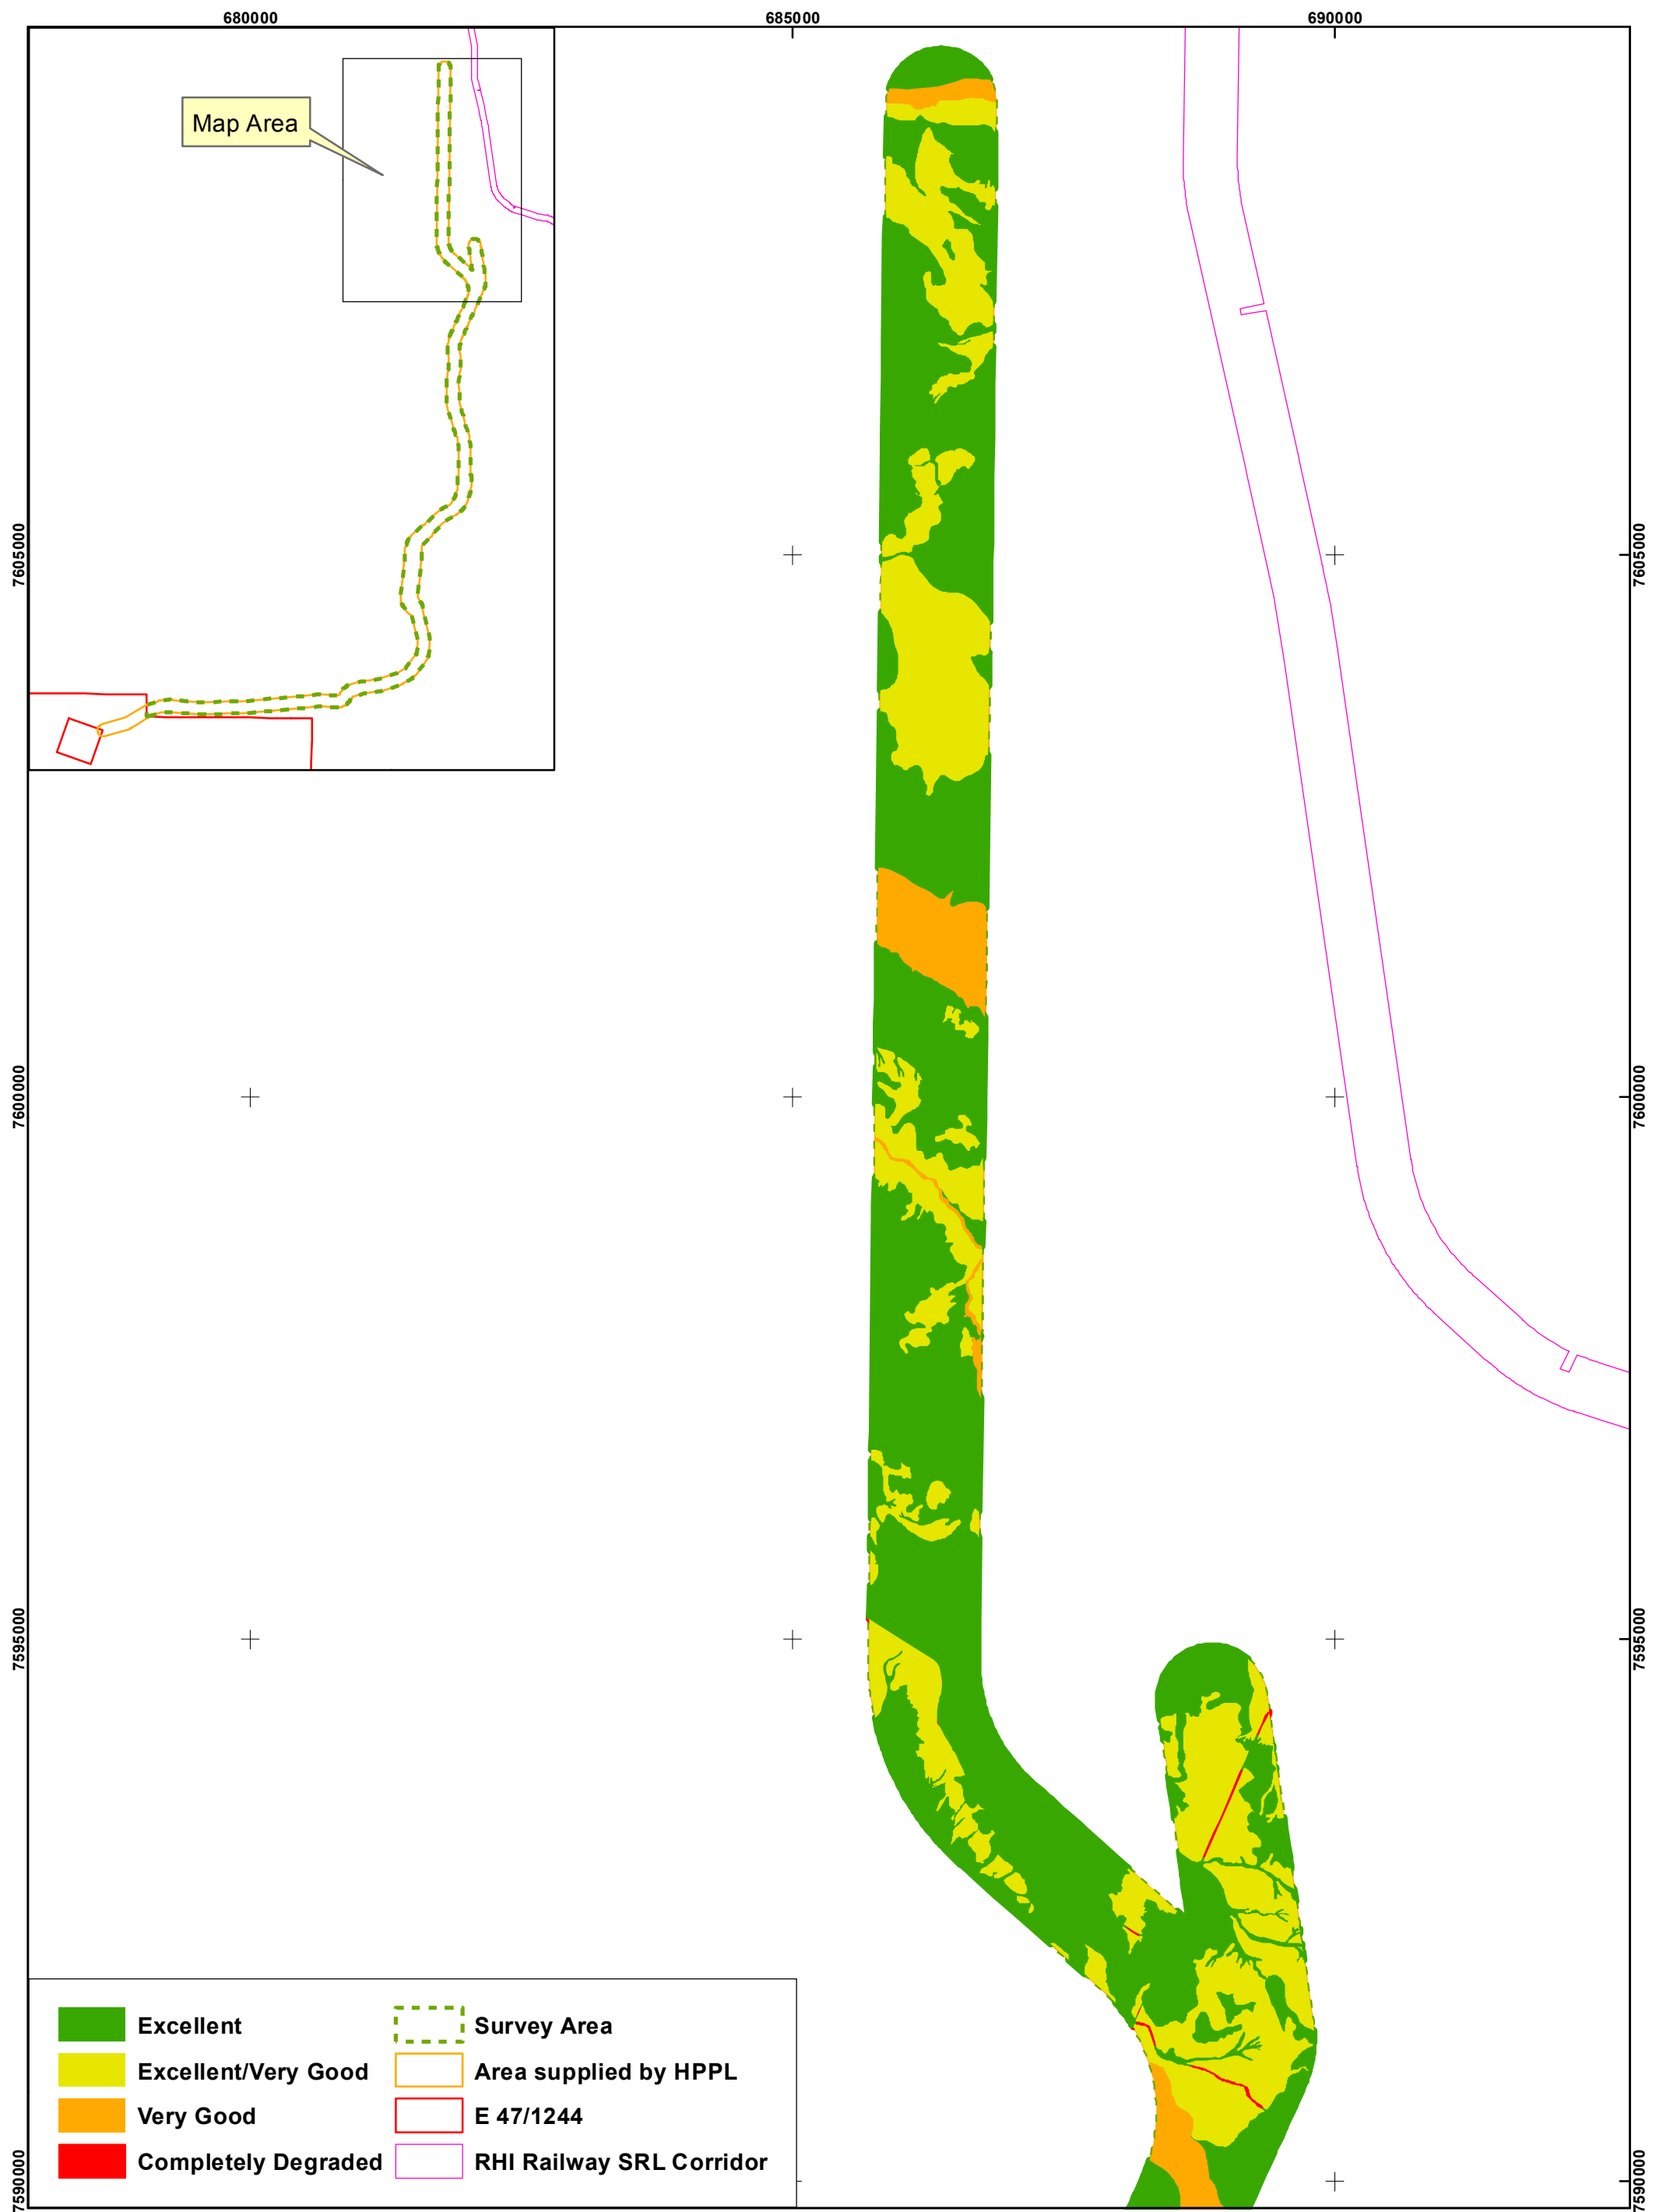 680000
685000
690000
Map Area
7605000
7605000
7600000
7600000
7595000
7595000
7590000
7590000
Excellent
Excellent/Very Good
Very Good
Completely Degraded
Survey Area
Area supplied by HPPL
E 47/1244
RHI Railway SRL Corridor